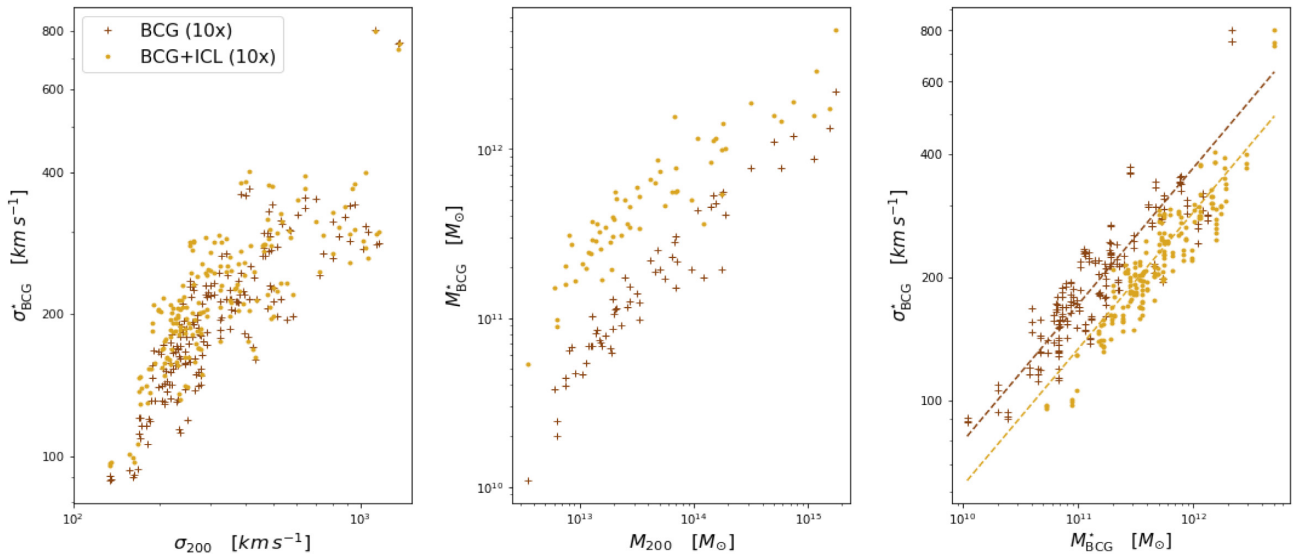 BCG (10x)
BCG+ICL (10x)
800
600
400
200
100
σ*BCG [km s⁻¹]
10² 10³
σ200 [km s⁻¹]
10¹²
10¹¹
10¹⁰
M*BCG [M⊙]
10¹³ 10¹⁴ 10¹⁵
M200 [M⊙]
800
600
400
200
100
σ*BCG [km s⁻¹]
10¹⁰ 10¹¹ 10¹²
M*BCG [M⊙]